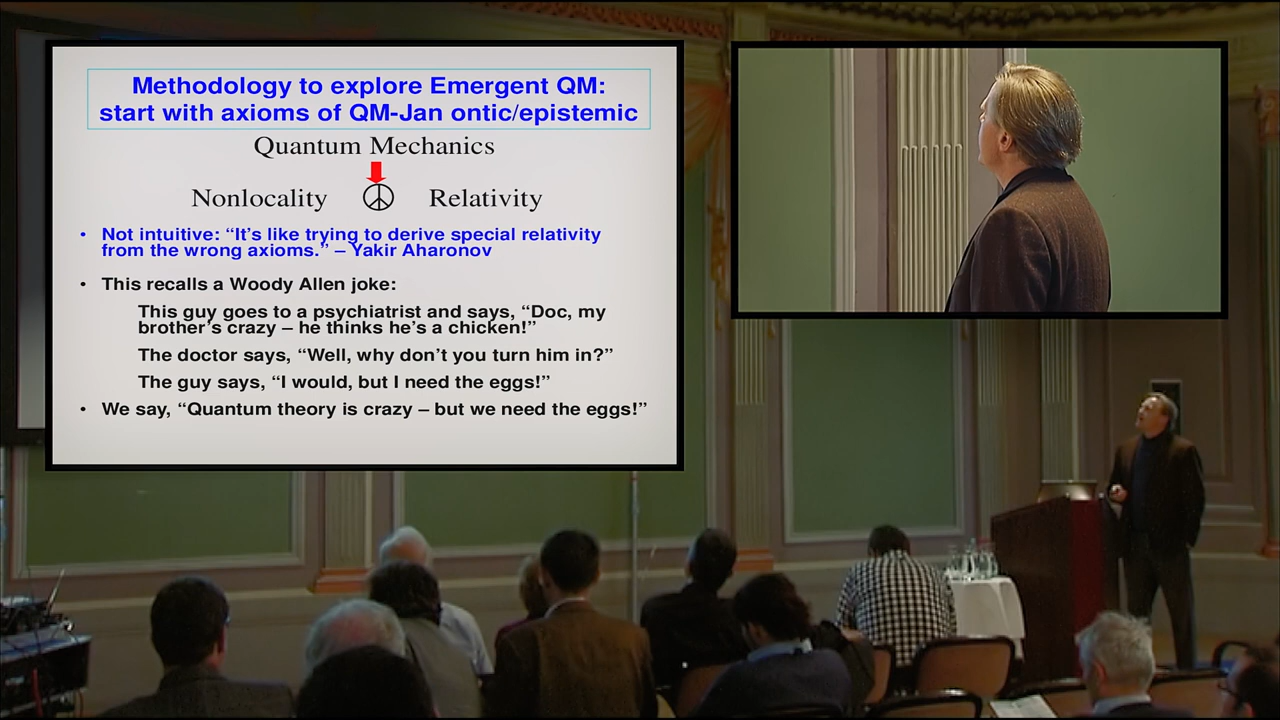 Methodology to explore Emergent QM:
start with axioms of QM-Jan ontic/epistemic
Quantum Mechanics
Nonlocality Relativity
• Not intuitive: “It’s like trying to derive special relativity
from the wrong axioms.” – Yakir Aharonov
• This recalls a Woody Allen joke:
This guy goes to a psychiatrist and says, “Doc, my
brother’s crazy – he thinks he’s a chicken!”
The doctor says, “Well, why don’t you turn him in?”
The guy says, “I would, but I need the eggs!”
• We say, “Quantum theory is crazy – but we need the eggs!”